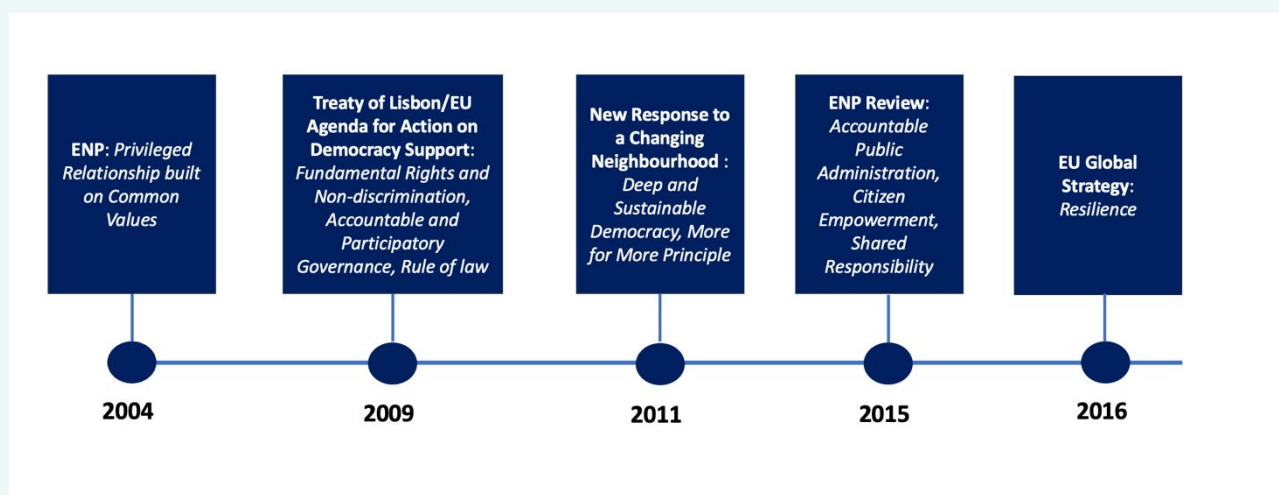 ENP: Privileged
Relationship built
on Common
Values
Treaty of Lisbon/EU
Agenda for Action on
Democracy Support:
Fundamental Rights and
Non-discrimination,
Accountable and
Participatory
Governance, Rule of law
New Response to
a Changing
Neighbourhood :
Deep and
Sustainable
Democracy, More
for More Principle
ENP Review:
Accountable
Public
Administration,
Citizen
Empowerment,
Shared
Responsibility
EU Global
Strategy:
Resilience
2004
2009
2011
2015
2016